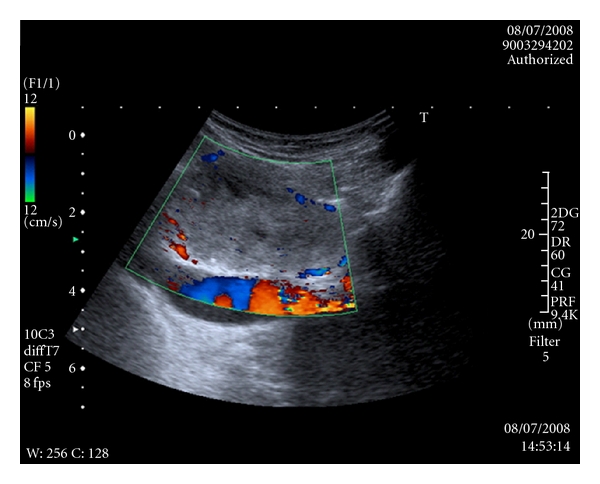 08/07/2008
9003294202
Authorized
(F1/1)
12
12
(cm/s)
T
0
2
4
6
20
(mm)
2DG
72
DR
60
CG
41
PRF
9.4K
Filter
5
10C3
diffT7
CF 5
8 fps
W: 256 C: 128
08/07/2008
14:53:14